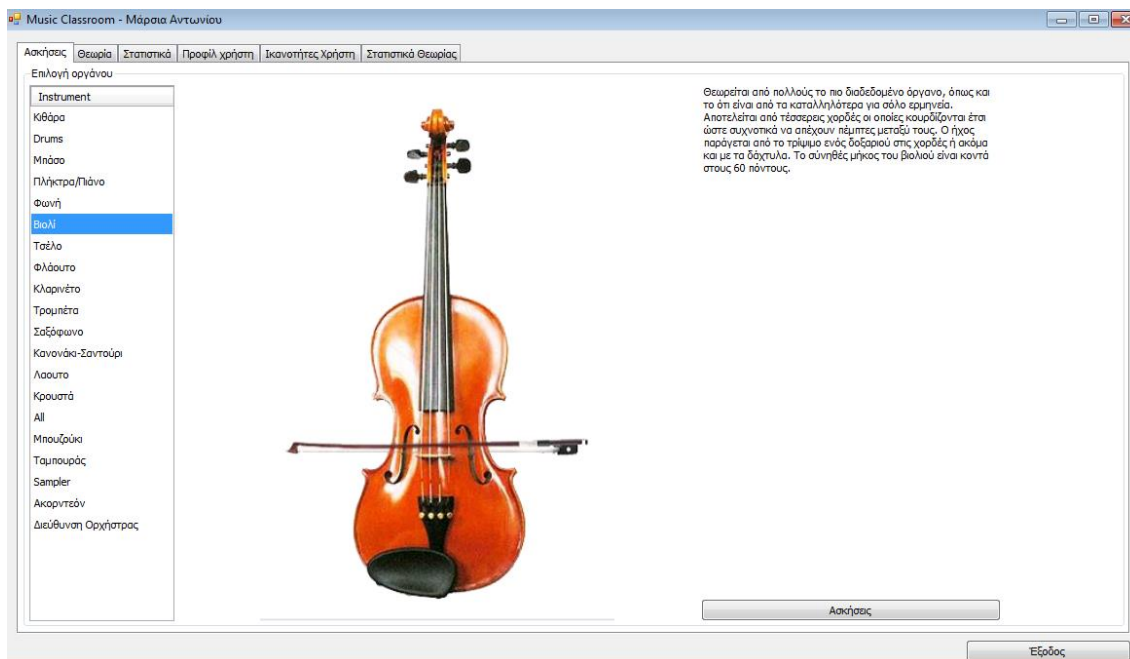 Music Classroom - Μάρσια Αντωνίου
Ασκήσεις Θεωρία Στατιστικά Προφίλ χρήστη Ικανοτήτες Χρήστη Στατιστικά Θεωρίας
Επιλογή οργάνου
Instrument
Κιθάρα
Drums
Μπάσο
Πλήκτρα/Πιάνο
Φωνή
Βιολί
Τσέλο
Φλάουτο
Κλαρινέτο
Τρομπέτα
Σαξόφωνο
Κανονάκι-Σαντούρι
Λαουτο
Κρουστά
All
Μπουζούκι
Ταμπουράς
Sampler
Ακορντεόν
Διεύθυνση Ορχήστρας
Θεωρείται από πολλούς το πιο διαδεδομένο όργανο, όπως και
το ότι είναι από τα καταλληλότερα για σόλο ερμηνεία.
Αποτελείται από τέσσερεις χορδές οι οποίες κουρδίζονται έτσι
ώστε συχνοτικά να απέχουν πέμπτες μεταξύ τους. Ο ήχος
παράγεται από το τρίψιμο ενός δοξαριού στις χορδές ή ακόμα
και με τα δάχτυλα. Το σύνηθές μήκος του βιολιού είναι κοντά
στους 60 πόντους.
Ασκήσεις
Έξοδος